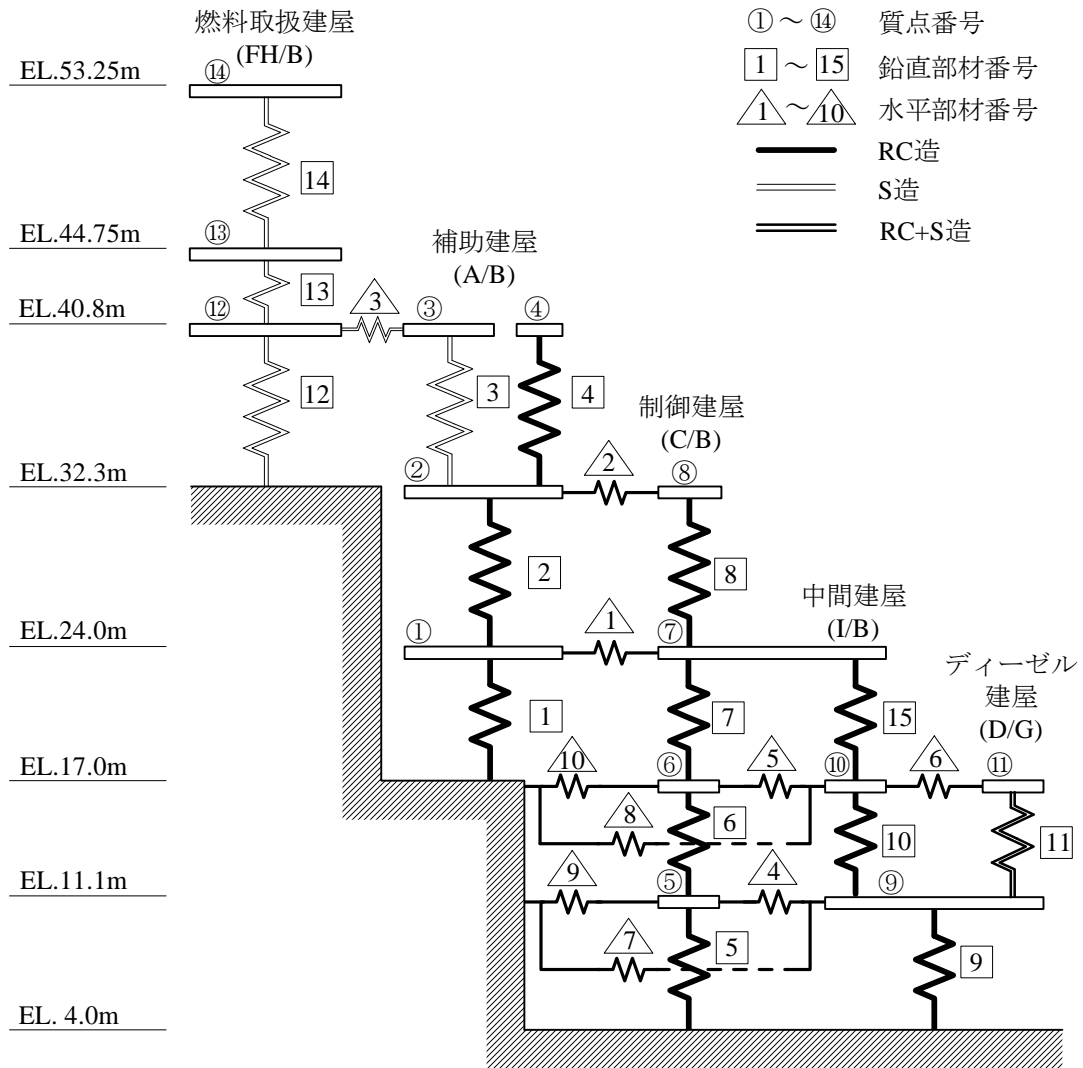 燃料取扱建屋
(FH/B)
①～⑭ 質点番号
1～15 鉛直部材番号
1～10 水平部材番号
RC造
S造
RC+S造
EL.53.25m
⑭
14
EL.44.75m
⑬
補助建屋
(A/B)
13
EL.40.8m
⑫
3
③
④
12
3
4
制御建屋
(C/B)
EL.32.3m
②
2
⑧
2
8
中間建屋
(I/B)
EL.24.0m
①
1
⑦
ディーゼル
建屋
(D/G)
1
7
15
EL.17.0m
10
⑥
5
⑩
6
⑪
8
6
10
11
EL.11.1m
9
⑤
4
⑨
7
5
9
EL. 4.0m